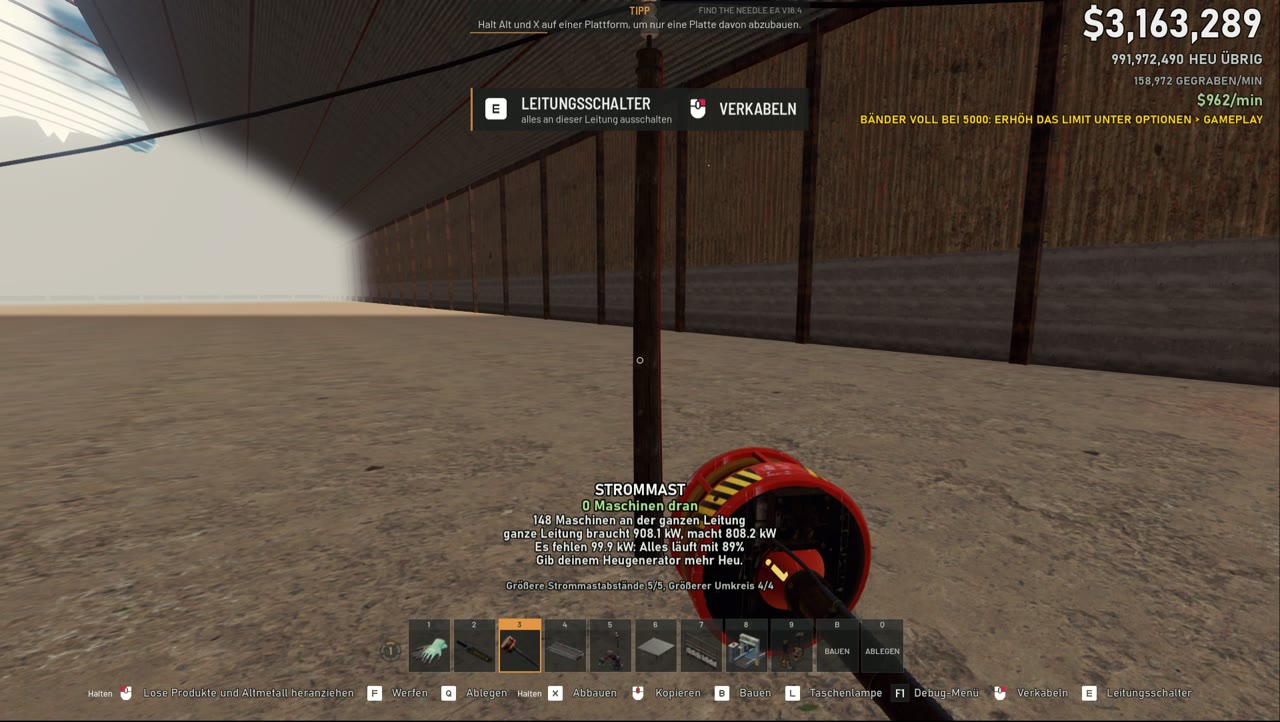 TIPP
FIND THE NEEDLE EA V16.4
Halt Alt und X auf einer Plattform, um nur eine Platte davon abzubauen.
$3,163,289
991,972,490 HEU ÜBRIG
158,972 GEGRABEN/MIN
$962/min
BÄNDER VOLL BEI 5000: ERHÖH DAS LIMIT UNTER OPTIONEN > GAMEPLAY
E LEITUNGSSCHALTER
alles an dieser Leitung ausschalten
VERKABELN
STROMMAST
0 Maschinen dran
148 Maschinen an der ganzen Leitung
ganze Leitung braucht 908.1 kW, macht 808.2 kW
Es fehlen 99.9 kW: Alles läuft mit 89%
Gib deinem Heugenerator mehr Heu.
Größere Strommastabstände 5/5, Größerer Umkreis 4/4
1
1 2 3 4 5 6 7 8 9 B 0
BAUEN ABLEGEN
Halten Lose Produkte und Altmetall heranziehen F Werfen Q Ablegen Halten X Abbauen Kopieren B Bauen L Taschenlampe F1 Debug-Menü Verkabeln E Leitungsschalter